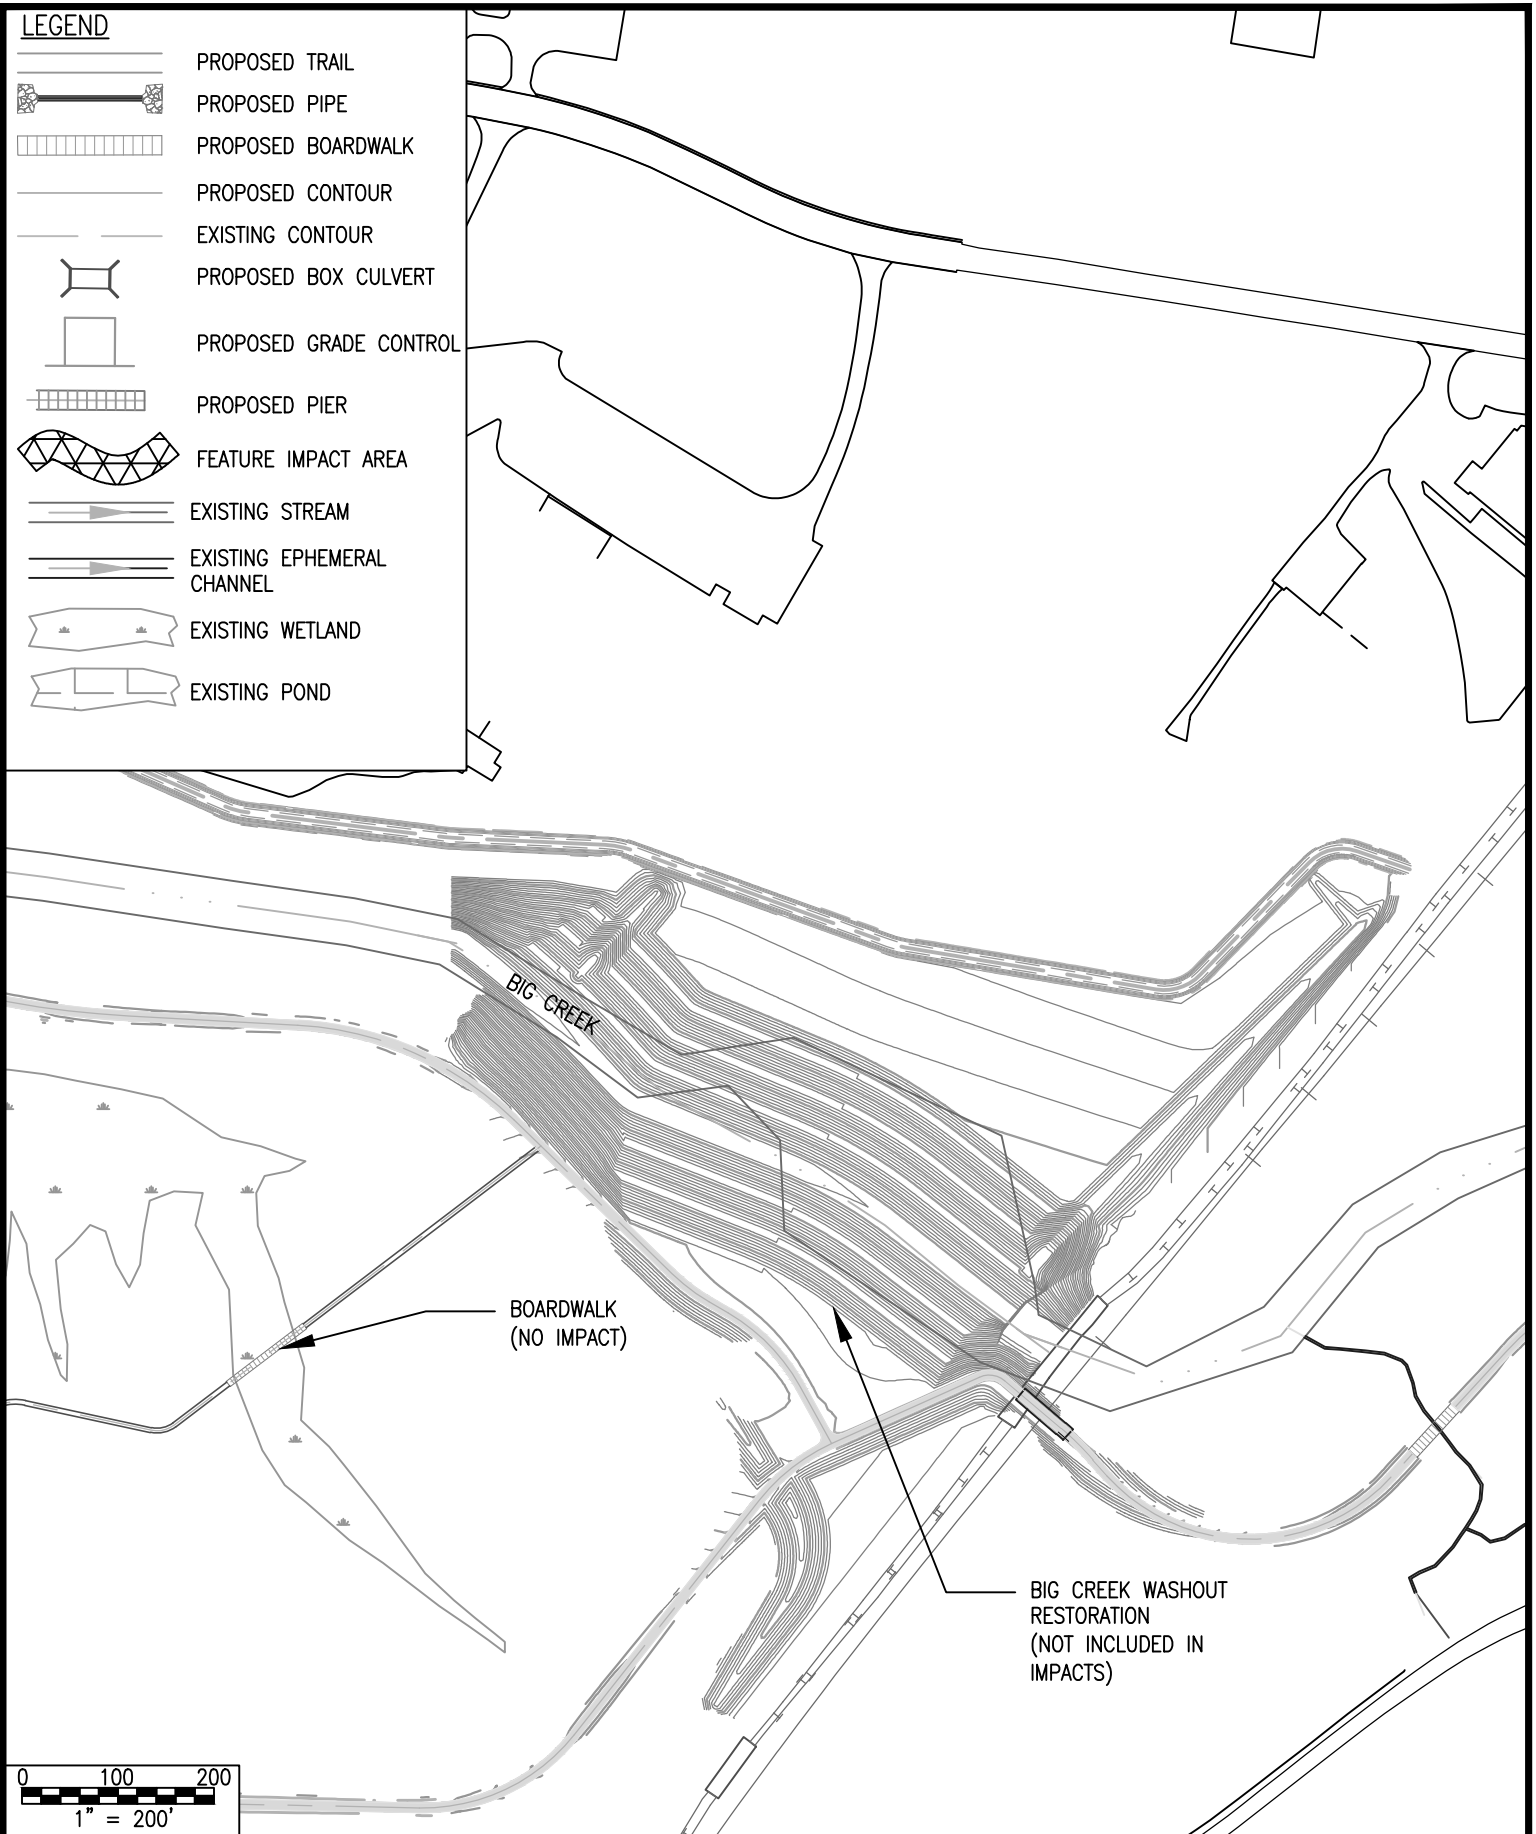 LEGEND
PROPOSED TRAIL
PROPOSED PIPE
PROPOSED BOARDWALK
PROPOSED CONTOUR
EXISTING CONTOUR
PROPOSED BOX CULVERT
PROPOSED GRADE CONTROL
PROPOSED PIER
FEATURE IMPACT AREA
EXISTING STREAM
EXISTING EPHEMERAL
CHANNEL
EXISTING WETLAND
EXISTING POND
BIG CREEK
BOARDWALK
(NO IMPACT)
BIG CREEK WASHOUT
RESTORATION
(NOT INCLUDED IN
IMPACTS)
0 100 200
1" = 200'